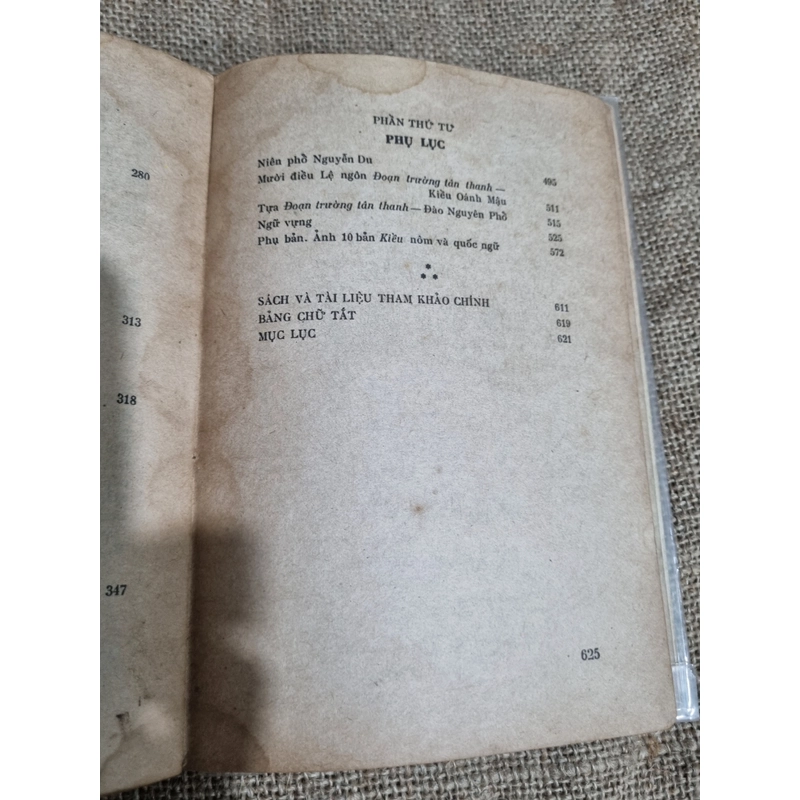 280
313
318
347
PHẦN THỨ TƯ
PHỤ LỤC
Niên phổ Nguyễn Du 495
Mười điều Lệ ngôn Đoạn trường tân thanh —
Kiều Oánh Mậu 511
Tựa Đoạn trường tân thanh — Đào Nguyên Phổ 515
Ngữ vựng 525
Phụ bản. Ảnh 10 bản Kiều nôm và quốc ngữ 572
SÁCH VÀ TÀI LIỆU THAM KHẢO CHÍNH 611
BẢNG CHỮ TẮT 619
MỤC LỤC 621
625